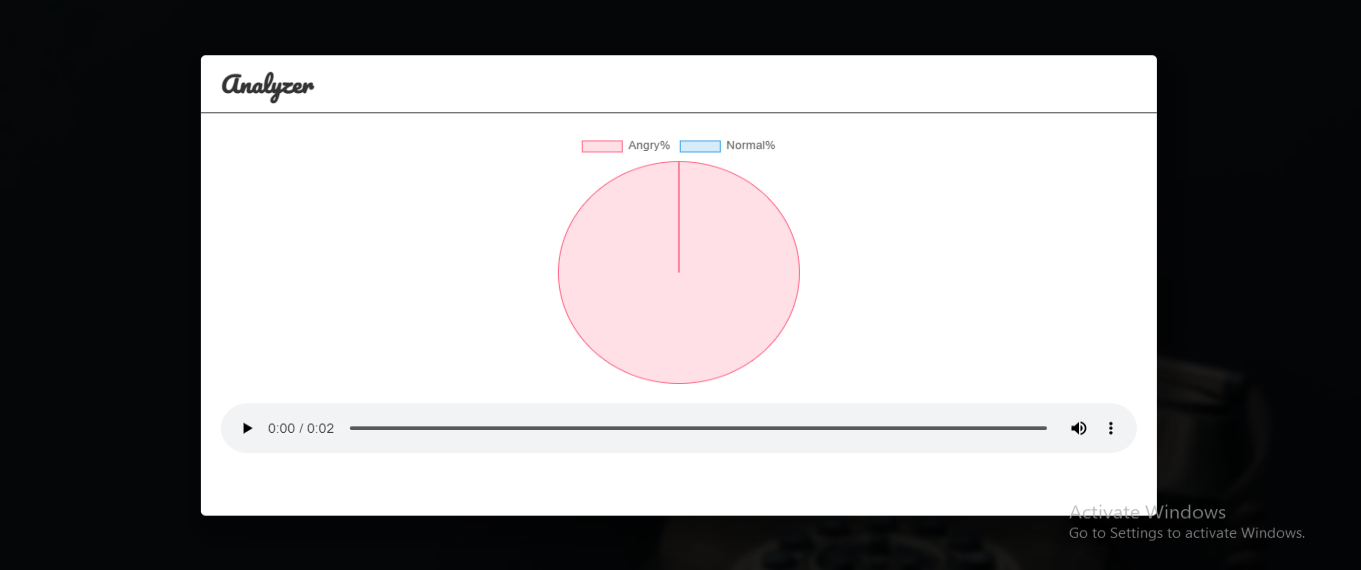 Analyzer
Angry% Normal%
0:00 / 0:02
Activate Windows
Go to Settings to activate Windows.